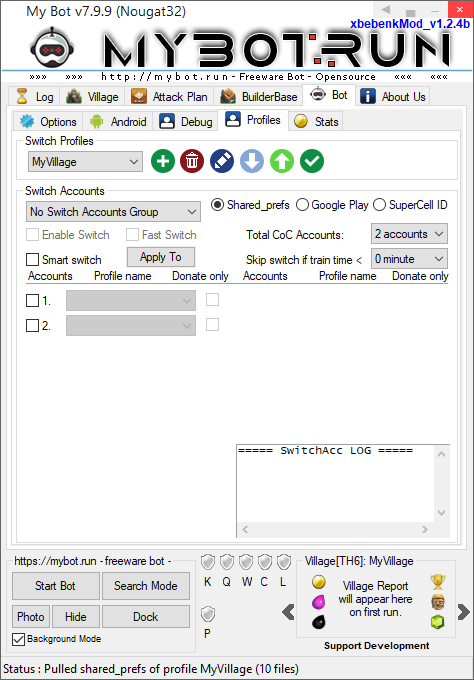 My Bot v7.9.9 (Nougat32)
xbebenkMod_v1.2.4b
MYBOT.RUN
»»» »»» http://mybot.run - Freeware Bot - Opensource ««« «««
Log Village Attack Plan BuilderBase Bot About Us
Options Android Debug Profiles Stats
Switch Profiles
MyVillage
Switch Accounts
No Switch Accounts Group Shared_prefs Google Play SuperCell ID
Enable Switch Fast Switch Total CoC Accounts: 2 accounts
Smart switch Apply To Skip switch if train time < 0 minute
Accounts Profile name Donate only Accounts Profile name Donate only
1.
2.
===== SwitchAcc LOG =====
https://mybot.run - freeware bot -
Start Bot Search Mode
Photo Hide Dock
Background Mode
K Q W C L
P
Village[TH6]: MyVillage
Village Report
will appear here
on first run.
Support Development
Status : Pulled shared_prefs of profile MyVillage (10 files)